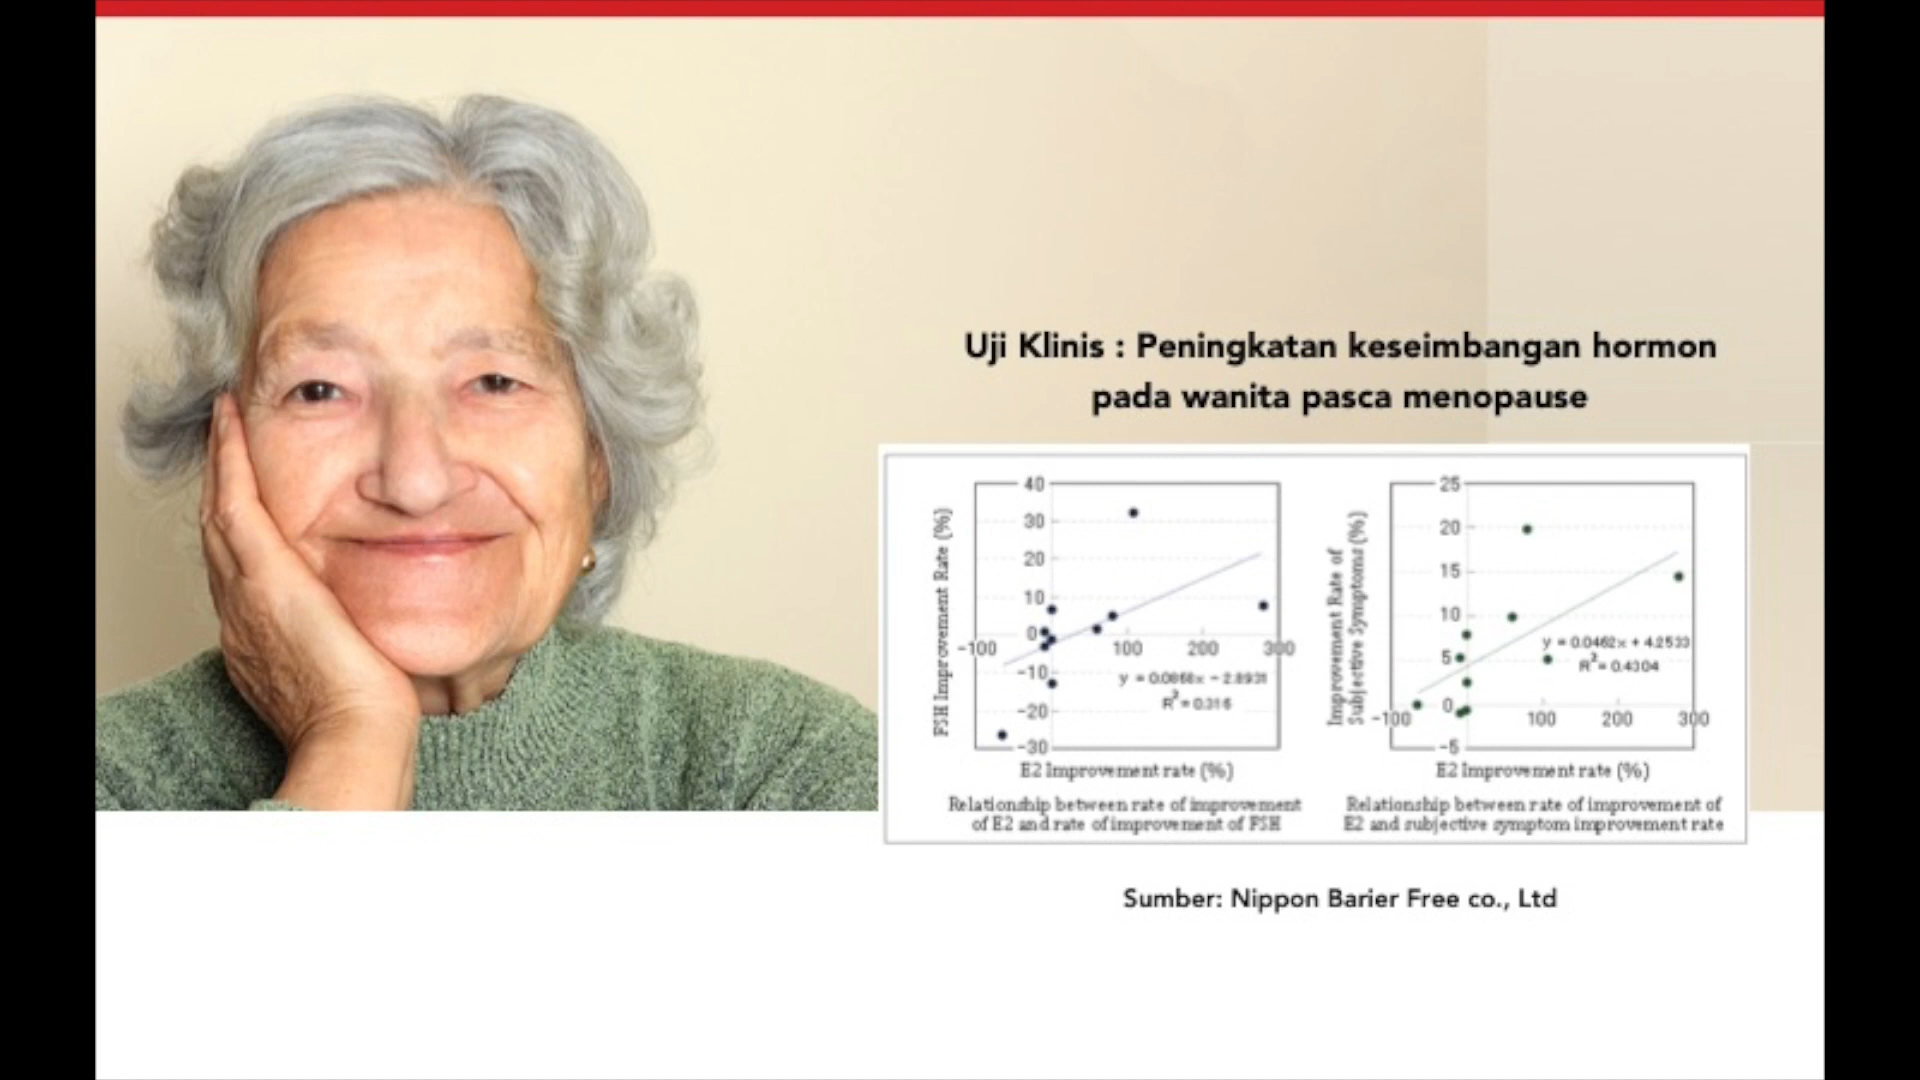 Uji Klinis : Peningkatan keseimbangan hormon
pada wanita pasca menopause
40
30
20
10
0
-10
-20
-30
-100
100
200
300
FSH Improvement Rate (%)
y = 0.0868x - 2.8931
R2 = 0.316
E2 Improvement rate (%)
Relationship between rate of improvement
of E2 and rate of improvement of FSH
25
20
15
10
5
0
-5
-100
100
200
300
Improvement Rate of
Subjective Symptoms (%)
y = 0.0462x + 4.2533
R2 = 0.4304
E2 Improvement rate (%)
Relationship between rate of improvement of
E2 and subjective symptom improvement rate
Sumber: Nippon Barier Free co., Ltd